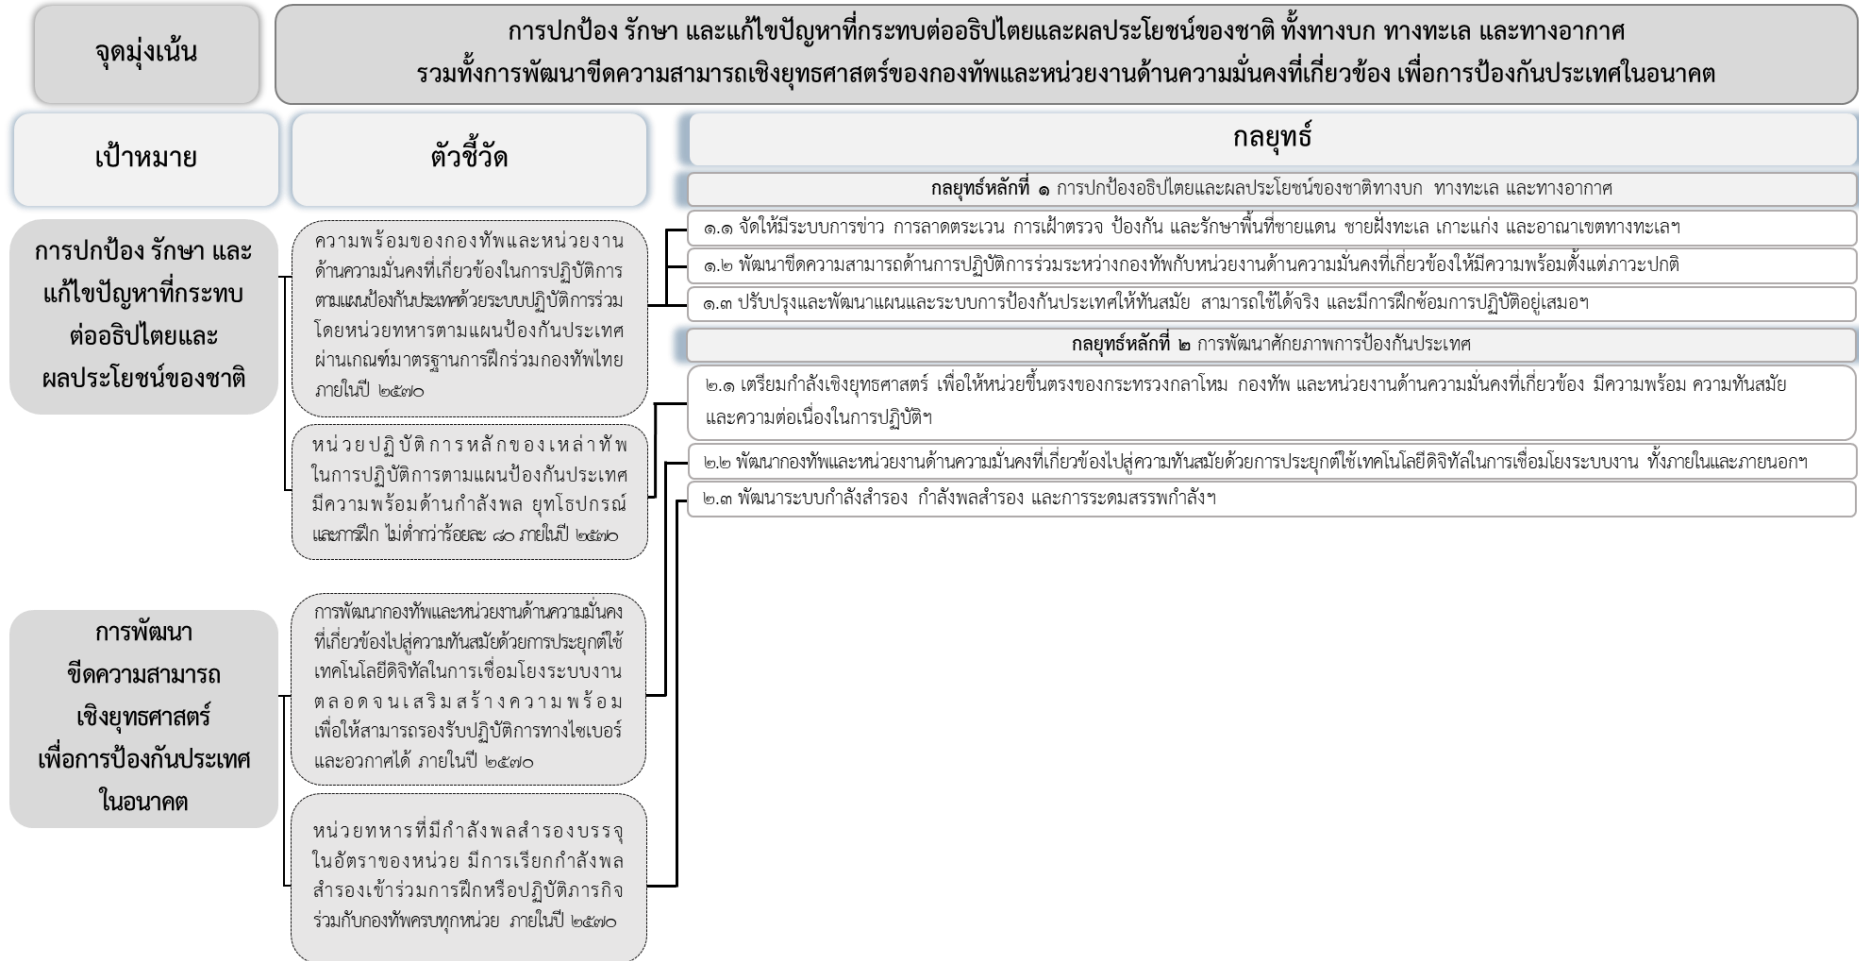 จุดมุ่งเน้น
การปกป้อง รักษา และแก้ไขปัญหาที่กระทบต่ออธิปไตยและผลประโยชน์ของชาติ ทั้งทางบก ทางทะเล และทางอากาศ
รวมทั้งการพัฒนาขีดความสามารถเชิงยุทธศาสตร์ของกองทัพและหน่วยงานด้านความมั่นคงที่เกี่ยวข้อง เพื่อการป้องกันประเทศในอนาคต
เป้าหมาย
ตัวชี้วัด
กลยุทธ์
การปกป้อง รักษา และ
แก้ไขปัญหาที่กระทบ
ต่ออธิปไตยและ
ผลประโยชน์ของชาติ
ความพร้อมของกองทัพและหน่วยงาน
ด้านความมั่นคงที่เกี่ยวข้องในการปฏิบัติการ
ตามแผนป้องกันประเทศด้วยระบบปฏิบัติการร่วม
โดยหน่วยทหารตามแผนป้องกันประเทศ
ผ่านเกณฑ์มาตรฐานการฝึกร่วมกองทัพไทย
ภายในปี ๒๕๗๐
หน่วยปฏิบัติการหลักของเหล่าทัพ
ในการปฏิบัติการตามแผนป้องกันประเทศ
มีความพร้อมด้านกำลังพล ยุทโธปกรณ์
และการฝึก ไม่ต่ำกว่าร้อยละ ๘๐ ภายในปี ๒๕๗๐
กลยุทธ์หลักที่ ๑ การปกป้องอธิปไตยและผลประโยชน์ของชาติทางบก ทางทะเล และทางอากาศ
๑.๑ จัดให้มีระบบการข่าว การลาดตระเวน การเฝ้าตรวจ ป้องกัน และรักษาพื้นที่ชายแดน ชายฝั่งทะเล เกาะแก่ง และอาณาเขตทางทะเลฯ
๑.๒ พัฒนาขีดความสามารถด้านการปฏิบัติการร่วมระหว่างกองทัพกับหน่วยงานด้านความมั่นคงที่เกี่ยวข้องให้มีความพร้อมตั้งแต่ภาวะปกติ
๑.๓ ปรับปรุงและพัฒนาแผนและระบบการป้องกันประเทศให้ทันสมัย สามารถใช้ได้จริง และมีการฝึกซ้อมการปฏิบัติอยู่เสมอฯ
กลยุทธ์หลักที่ ๒ การพัฒนาศักยภาพการป้องกันประเทศ
๒.๑ เตรียมกำลังเชิงยุทธศาสตร์ เพื่อให้หน่วยขึ้นตรงของกระทรวงกลาโหม กองทัพ และหน่วยงานด้านความมั่นคงที่เกี่ยวข้อง มีความพร้อม ความทันสมัย
และความต่อเนื่องในการปฏิบัติฯ
๒.๒ พัฒนากองทัพและหน่วยงานด้านความมั่นคงที่เกี่ยวข้องไปสู่ความทันสมัยด้วยการประยุกต์ใช้เทคโนโลยีดิจิทัลในการเชื่อมโยงระบบงาน ทั้งภายในและภายนอกฯ
๒.๓ พัฒนาระบบกำลังสำรอง กำลังพลสำรอง และการระดมสรรพกำลังฯ
การพัฒนา
ขีดความสามารถ
เชิงยุทธศาสตร์
เพื่อการป้องกันประเทศ
ในอนาคต
การพัฒนากองทัพและหน่วยงานด้านความมั่นคง
ที่เกี่ยวข้องไปสู่ความทันสมัยด้วยการประยุกต์ใช้
เทคโนโลยีดิจิทัลในการเชื่อมโยงระบบงาน
ตลอดจนเสริมสร้างความพร้อม
เพื่อให้สามารถรองรับปฏิบัติการทางไซเบอร์
และอวกาศได้ ภายในปี ๒๕๗๐
หน่วยทหารที่มีกำลังพลสำรองบรรจุ
ในอัตราของหน่วย มีการเรียกกำลังพล
สำรองเข้าร่วมการฝึกหรือปฏิบัติภารกิจ
ร่วมกับกองทัพครบทุกหน่วย ภายในปี ๒๕๗๐